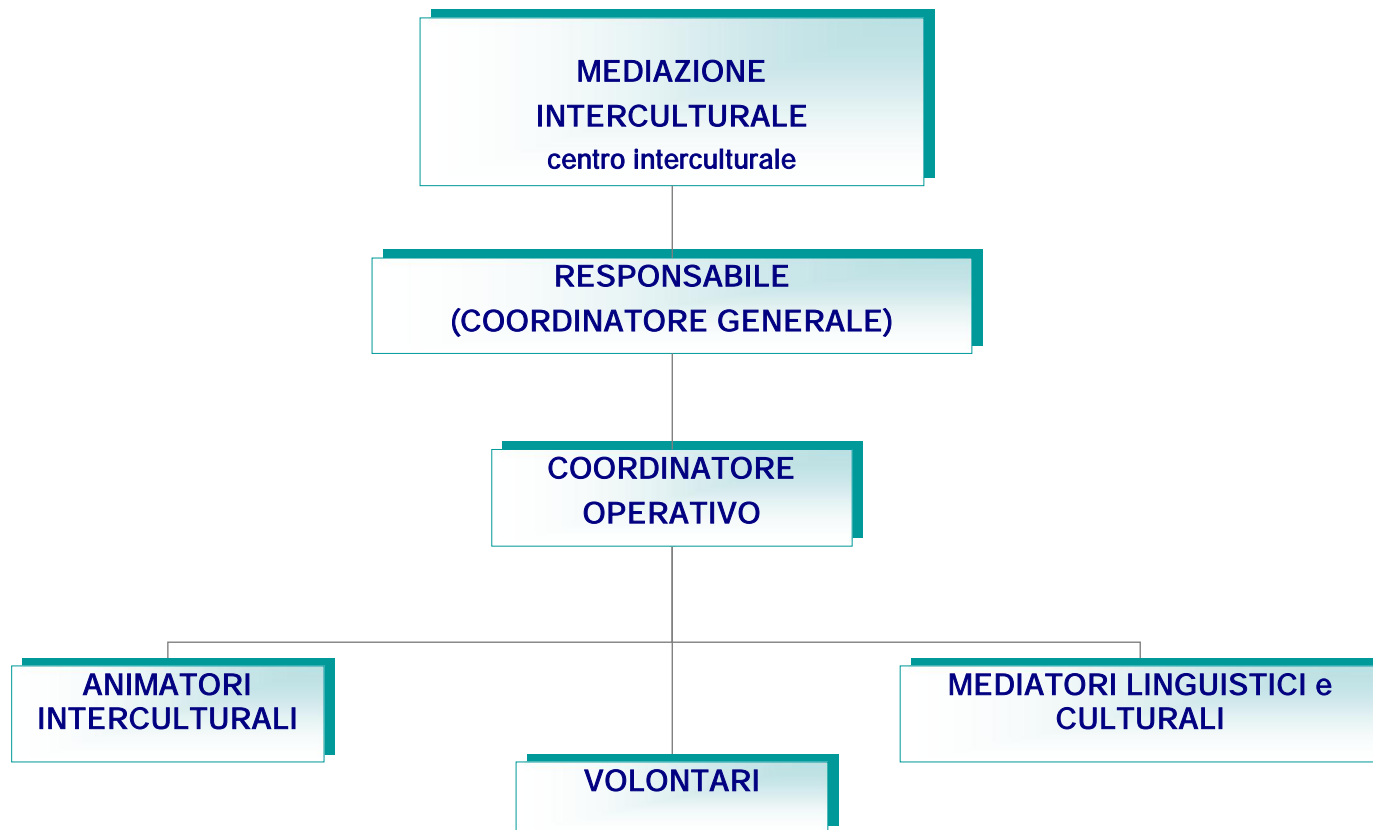 MEDIAZIONE
INTERCULTURALE
centro interculturale
RESPONSABILE
(COORDINATORE GENERALE)
COORDINATORE
OPERATIVO
ANIMATORI
INTERCULTURALI
MEDIATORI LINGUISTICI e
CULTURALI
VOLONTARI